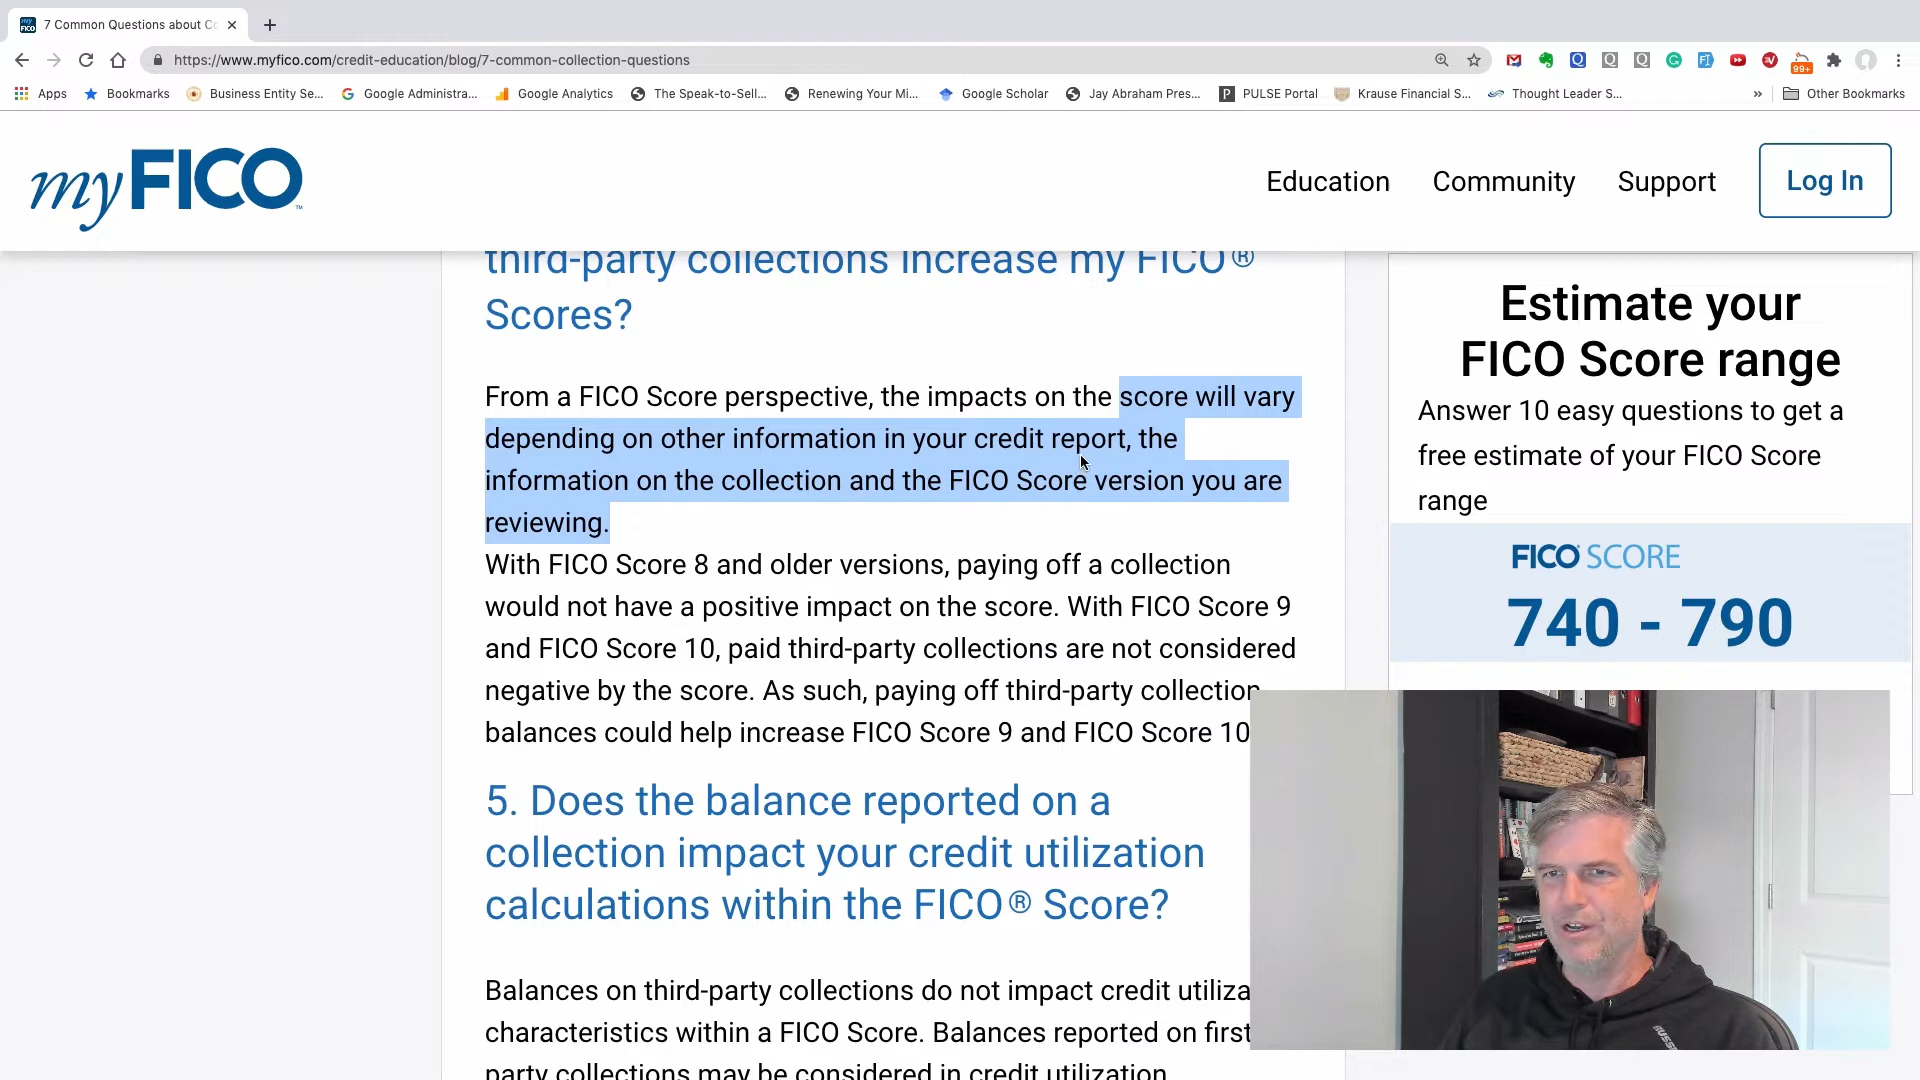 7 Common Questions about Co
https://www.myfico.com/credit-education/blog/7-common-collection-questions
99+
Apps
Bookmarks
Business Entity Se...
Google Administra...
Google Analytics
The Speak-to-Sell...
Renewing Your Mi...
Google Scholar
Jay Abraham Pres...
PULSE Portal
Krause Financial S...
Thought Leader S...
»
Other Bookmarks
myFICO™
Education
Community
Support
Log In
third-party collections increase my FICO®
Scores?
From a FICO Score perspective, the impacts on the score will vary
depending on other information in your credit report, the
information on the collection and the FICO Score version you are
reviewing.
With FICO Score 8 and older versions, paying off a collection
would not have a positive impact on the score. With FICO Score 9
and FICO Score 10, paid third-party collections are not considered
negative by the score. As such, paying off third-party collection
balances could help increase FICO Score 9 and FICO Score 10
5. Does the balance reported on a
collection impact your credit utilization
calculations within the FICO® Score?
Balances on third-party collections do not impact credit utiliza
characteristics within a FICO Score. Balances reported on first
party collections may be considered in credit utilization
Estimate your
FICO Score range
Answer 10 easy questions to get a
free estimate of your FICO Score
range
FICO® SCORE
740 - 790